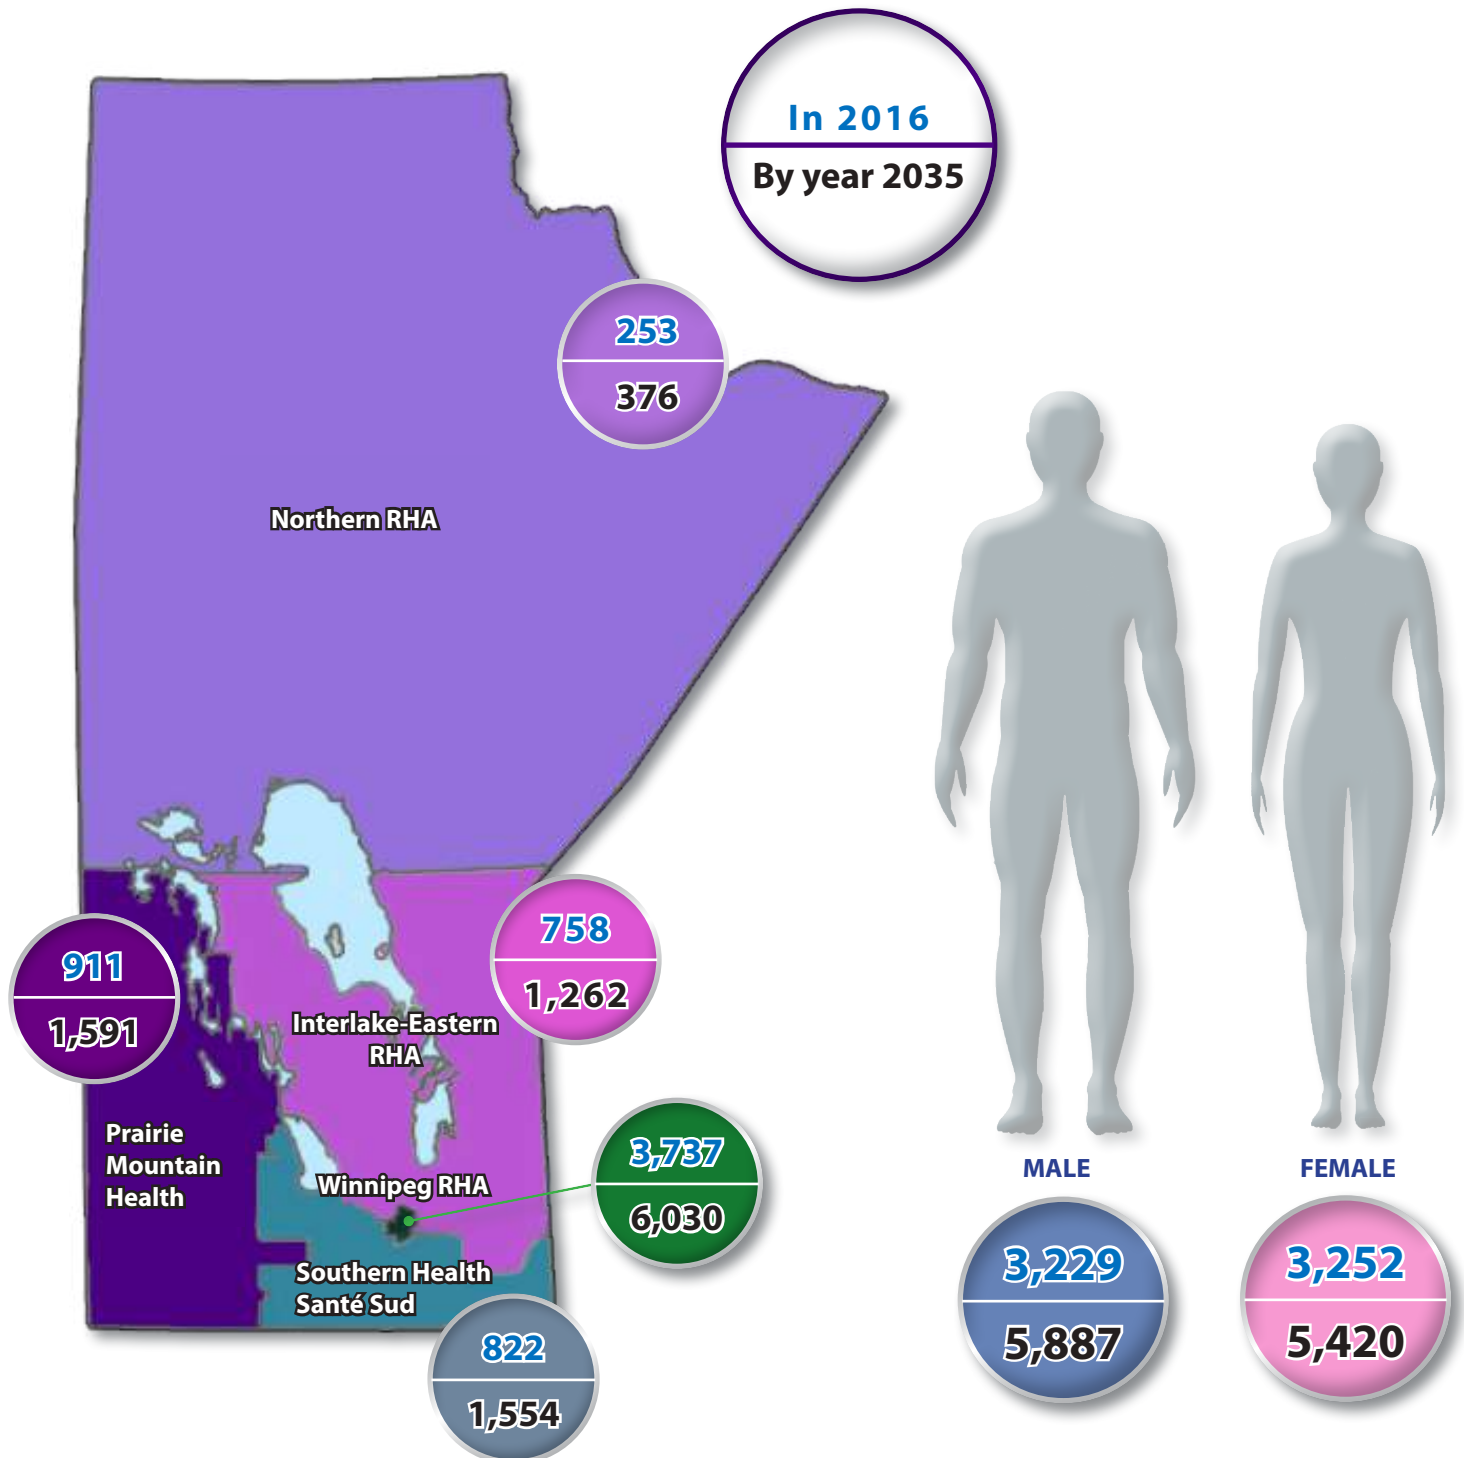 In 2016
By year 2035
253
376
Northern RHA
758
1,262
911
1,591
Interlake-Eastern
RHA
Prairie
Mountain
Health
3,737
6,030
Winnipeg RHA
Southern Health
Santé Sud
822
1,554
MALE
3,229
5,887
FEMALE
3,252
5,420